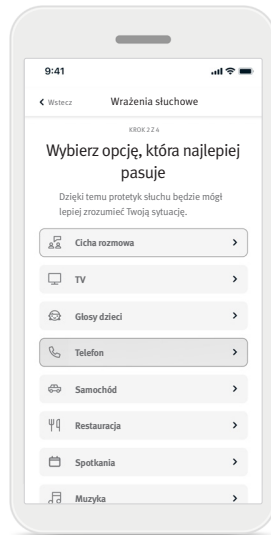 9:41
Wstecz
Wrażenia słuchowe
KROK 2 Z 4
Wybierz opcję, która najlepiej
pasuje
Dzięki temu protetyk słuchu będzie mógł
lepiej zrozumieć Twoją sytuację.
Cicha rozmowa
TV
Głosy dzieci
Telefon
Samochód
Restauracja
Spotkania
Muzyka